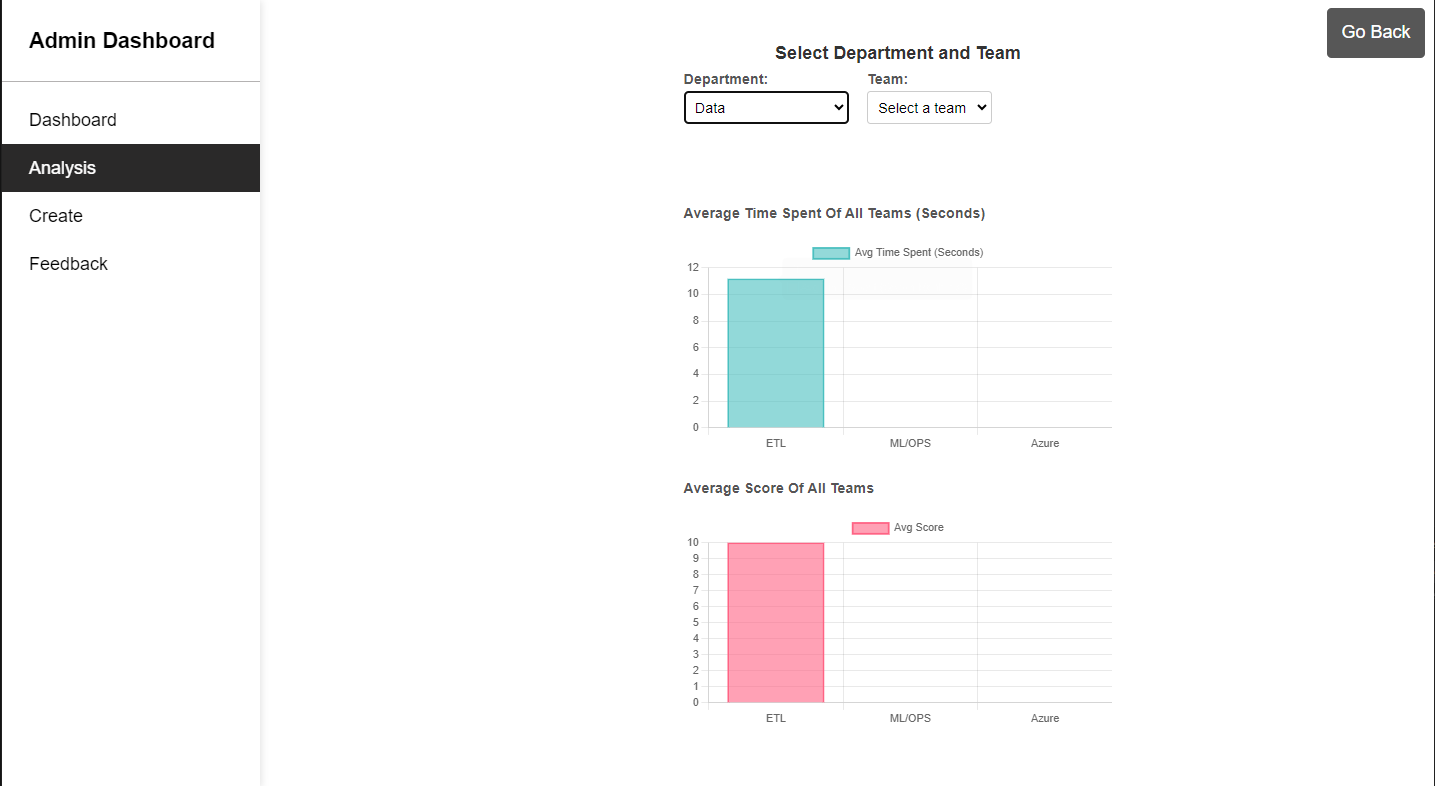 Admin Dashboard
Dashboard
Analysis
Create
Feedback
Go Back
Select Department and Team
Department: Team:
Data Select a team
Average Time Spent Of All Teams (Seconds)
Avg Time Spent (Seconds)
12
10
8
6
4
2
0
ETL ML/OPS Azure
Average Score Of All Teams
Avg Score
10
9
8
7
6
5
4
3
2
1
0
ETL ML/OPS Azure